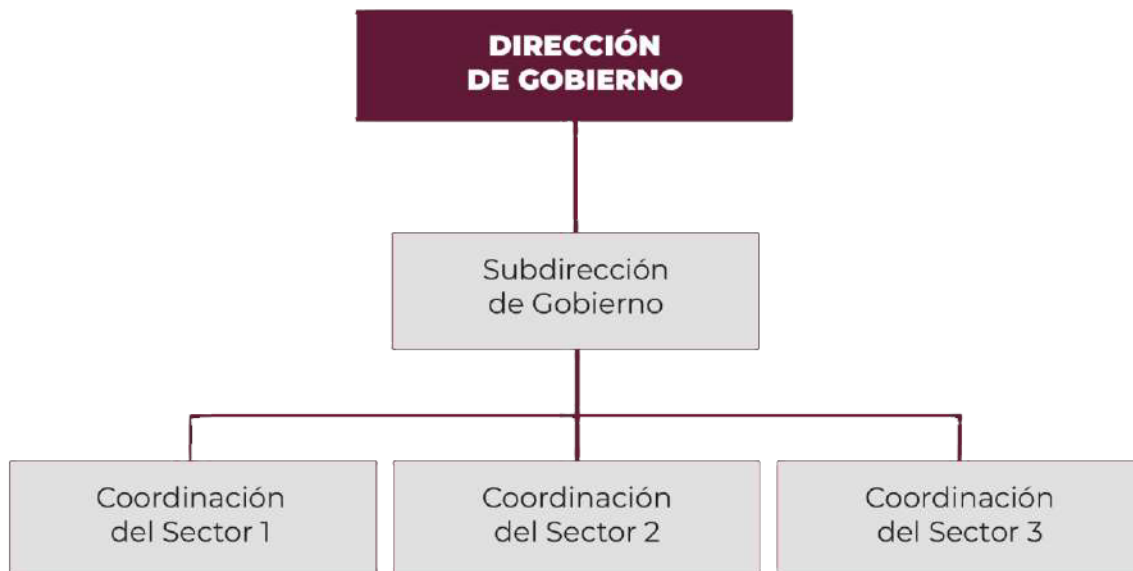 DIRECCIÓN
DE GOBIERNO
Subdirección
de Gobierno
Coordinación
del Sector 1
Coordinación
del Sector 2
Coordinación
del Sector 3